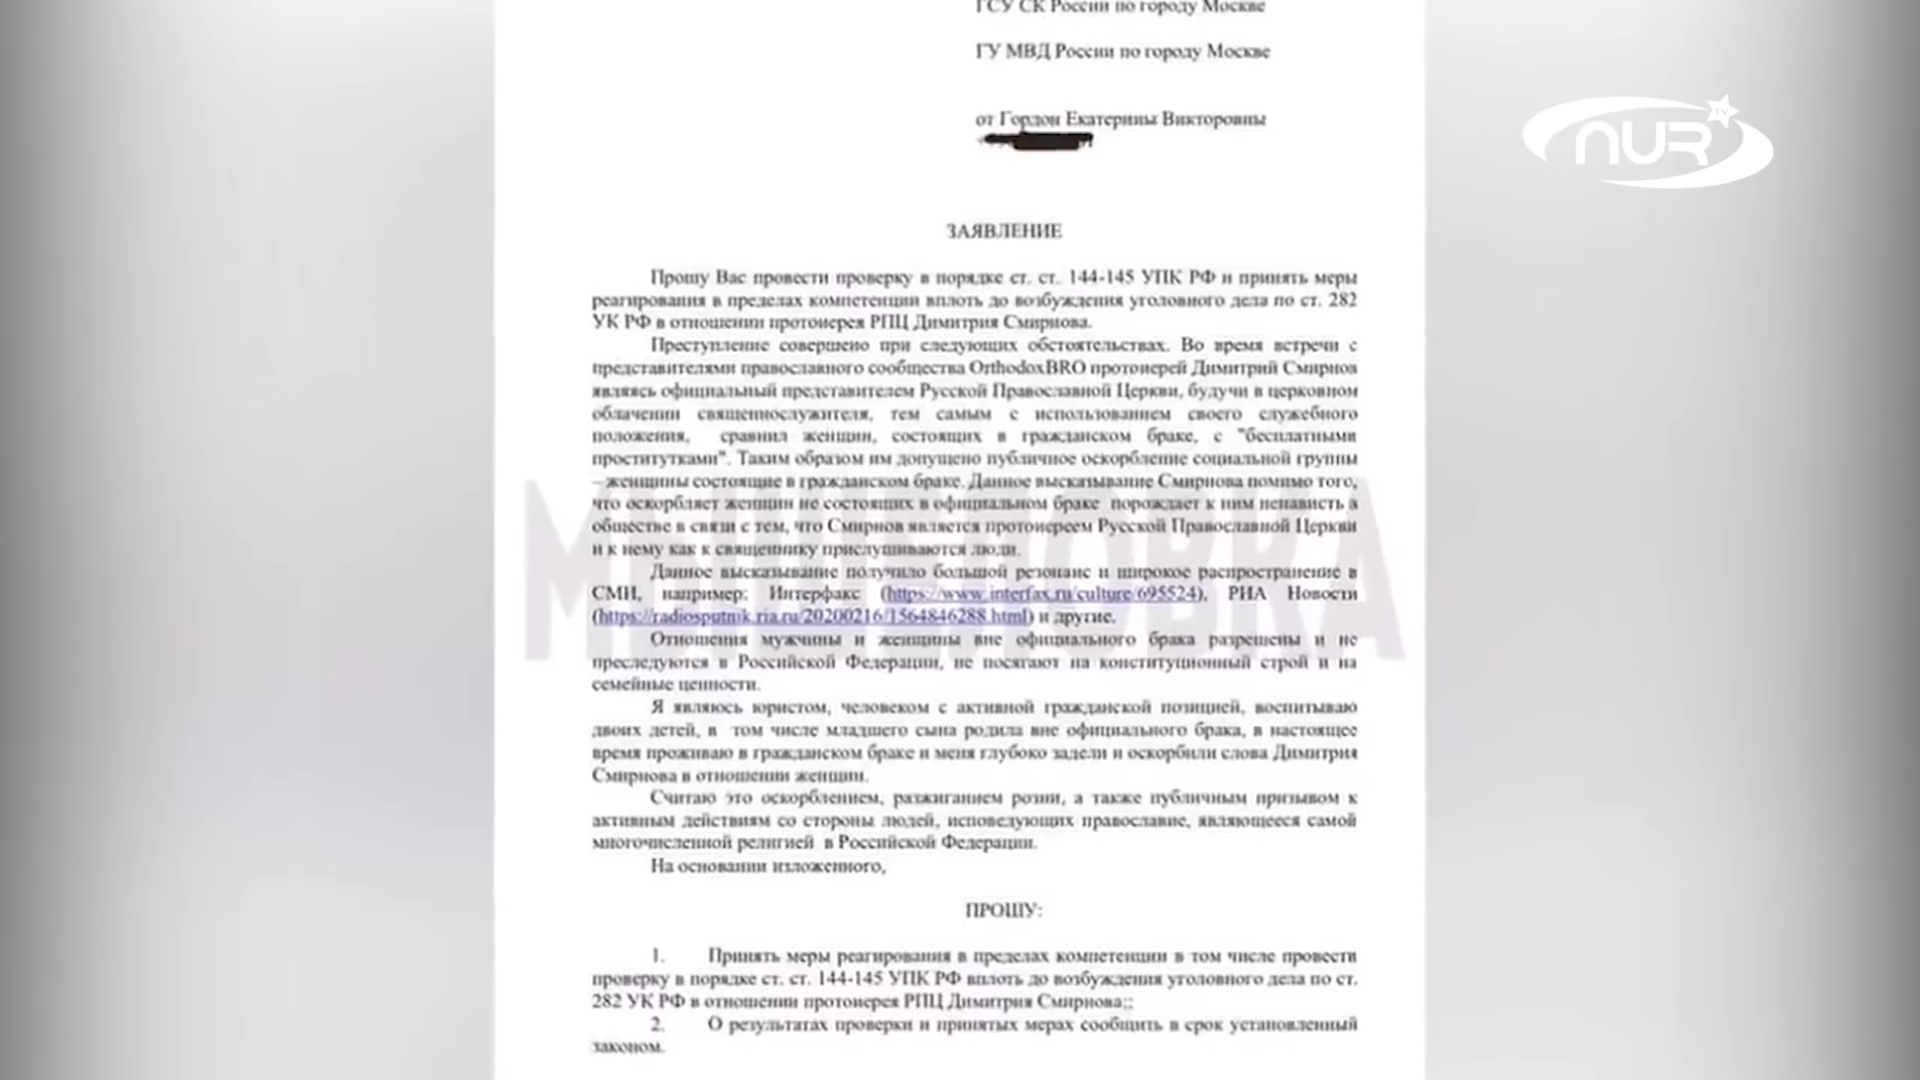 ГСУ СК России по городу Москве
ГУ МВД России по городу Москве
NUR
TV
от Гордон Екатерины Викторовны
ЗАЯВЛЕНИЕ
Прошу Вас провести проверку в порядке ст. ст. 144-145 УПК РФ и принять меры
реагирования в пределах компетенции вплоть до возбуждения уголовного дела по ст. 282
УК РФ в отношении протоиерея РПЦ Димитрия Смирнова.
Преступление совершено при следующих обстоятельствах. Во время встречи с
представителями православного сообщества OrthodoxBRO протоиерей Димитрий Смирнов
являясь официальный представителем Русской Православной Церкви, будучи в церковном
облачении священнослужителя, тем самым с использованием своего служебного
положения, сравнил женщин, состоящих в гражданском браке, с "бесплатными
проститутками". Таким образом им допущено публичное оскорбление социальной группы
–женщины состоящие в гражданском браке. Данное высказывание Смирнова помимо того,
что оскорбляет женщин не состоящих в официальном браке порождает к ним ненависть в
обществе в связи с тем, что Смирнов является протоиереем Русской Православной Церкви
и к нему как к священнику прислушиваются люди.
Данное высказывание получило большой резонанс и широкое распространение в
СМИ, например: Интерфакс (https://www.interfax.ru/culture/695524), РИА Новости
(https://radiosputnik.ria.ru/20200216/1564846288.html) и другие.
Отношения мужчины и женщины вне официального брака разрешены и не
преследуются в Российской Федерации, не посягают на конституционный строй и на
семейные ценности.
Я являюсь юристом, человеком с активной гражданской позицией, воспитываю
двоих детей, в том числе младшего сына родила вне официального брака, в настоящее
время проживаю в гражданском браке и меня глубоко задели и оскорбили слова Димитрия
Смирнова в отношении женщин.
Считаю это оскорблением, разжиганием розни, а также публичным призывом к
активным действиям со стороны людей, исповедующих православие, являющееся самой
многочисленной религией в Российской Федерации.
На основании изложенного,
ПРОШУ:
1. Принять меры реагирования в пределах компетенции в том числе провести
проверку в порядке ст. ст. 144-145 УПК РФ вплоть до возбуждения уголовного дела по ст.
282 УК РФ в отношении протоиерея РПЦ Димитрия Смирнова;;
2. О результатах проверки и принятых мерах сообщить в срок установленный
законом.